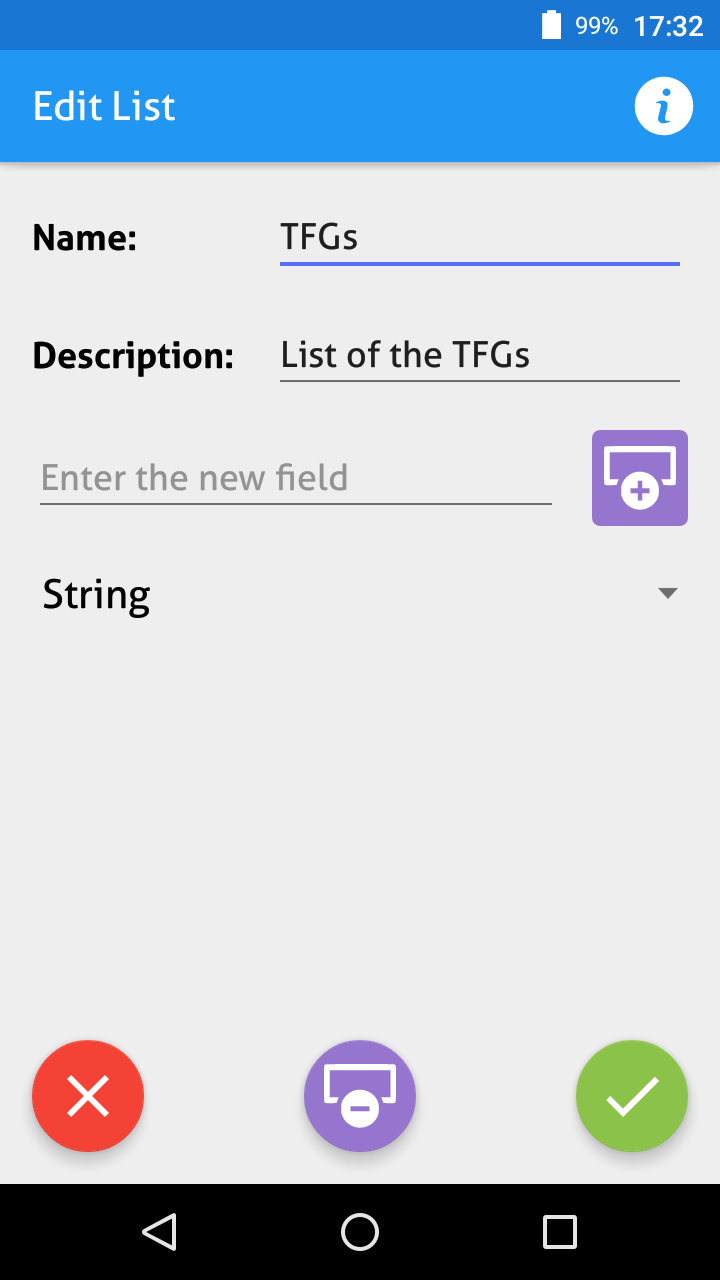 99% 17:32
Edit List
Name: TFGs
Description: List of the TFGs
Enter the new field
String